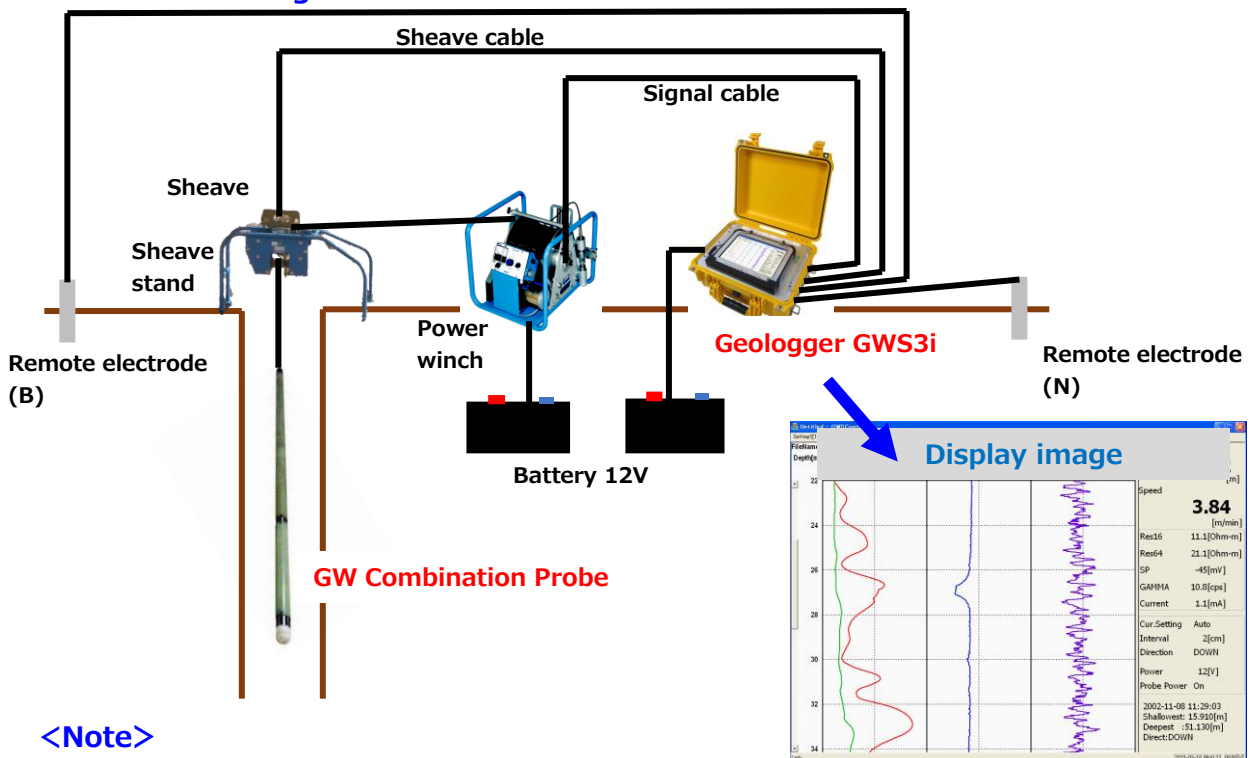 Sheave cable
Signal cable
Sheave
Sheave
stand
Power
winch
Geologger GWS3i
Remote electrode
(B)
Remote electrode
(N)
Battery 12V
GW Combination Probe
Display image
FileName
Depth[m
22
24
26
28
30
32
34
[m]
Speed
3.84
[m/min]
Res16 11.1[Ohm-m]
Res64 21.1[Ohm-m]
SP -45[mV]
GAMMA 10.8[cps]
Current 1.1[mA]
Cur.Setting Auto
Interval 2[cm]
Direction DOWN
Power 12[V]
Probe Power On
2002-11-08 11:29:03
Shallowest: 15.910[m]
Deepest :51.130[m]
Direct:DOWN
<Note>